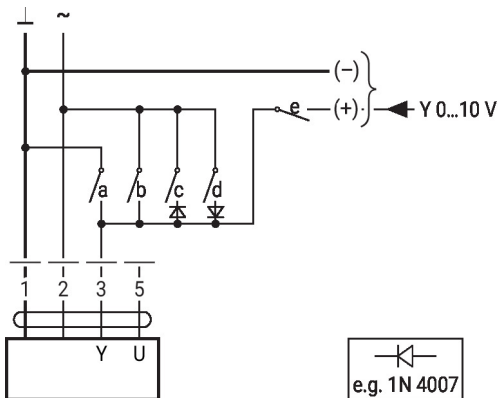 ⊥ ~
(–)
e (+) Y 0...10 V
a b c d
1 2 3 5
Y U
e.g. 1N 4007